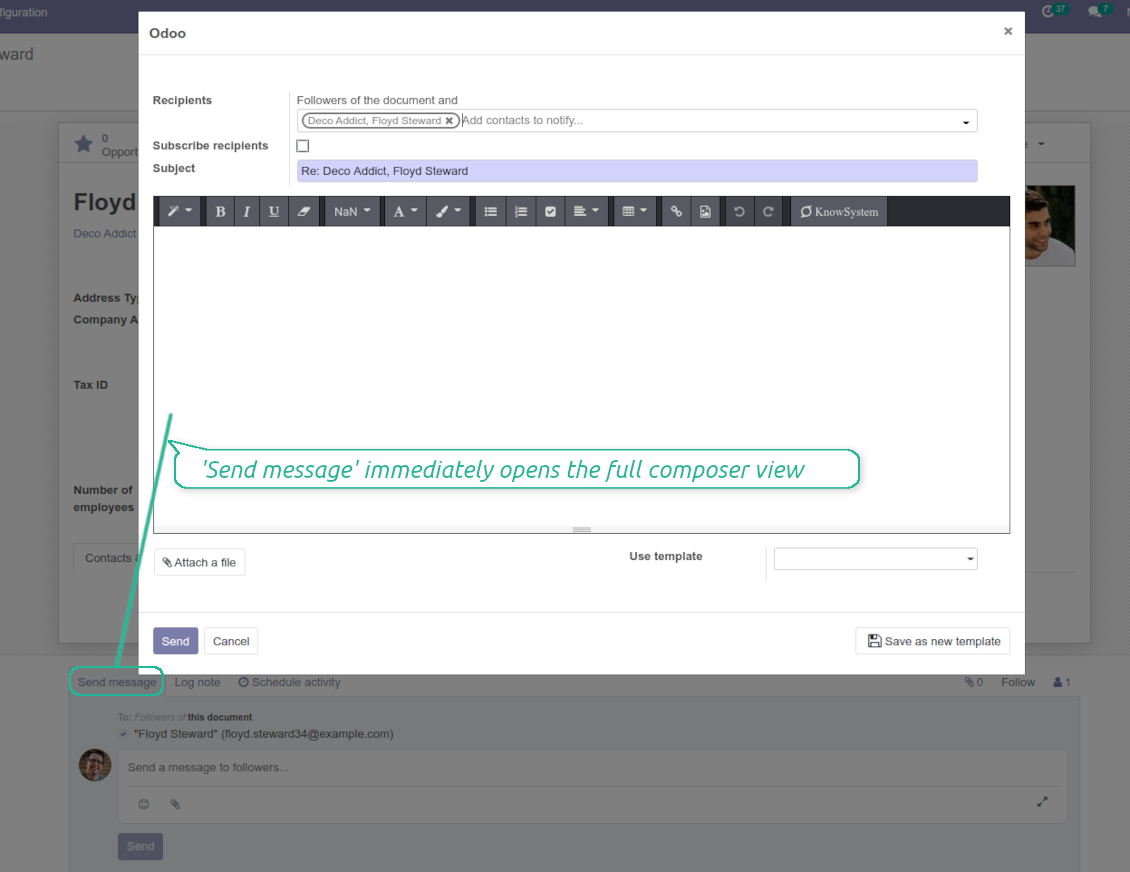 figuration
37
7
ward
Odoo
×
Recipients
Followers of the document and
Deco Addict, Floyd Steward
Add contacts to notify...
Subscribe recipients
Subject
Re: Deco Addict, Floyd Steward
B I U NaN A KnowSystem
0
Opport
Floyd
Deco Addict
Address Ty
Company A
Tax ID
'Send message' immediately opens the full composer view
Number of
employees
Contacts
Attach a file
Use template
Send
Cancel
Save as new template
Send message
Log note
Schedule activity
0
Follow
1
To: Followers of this document
"Floyd Steward" (floyd.steward34@example.com)
Send a message to followers...
Send